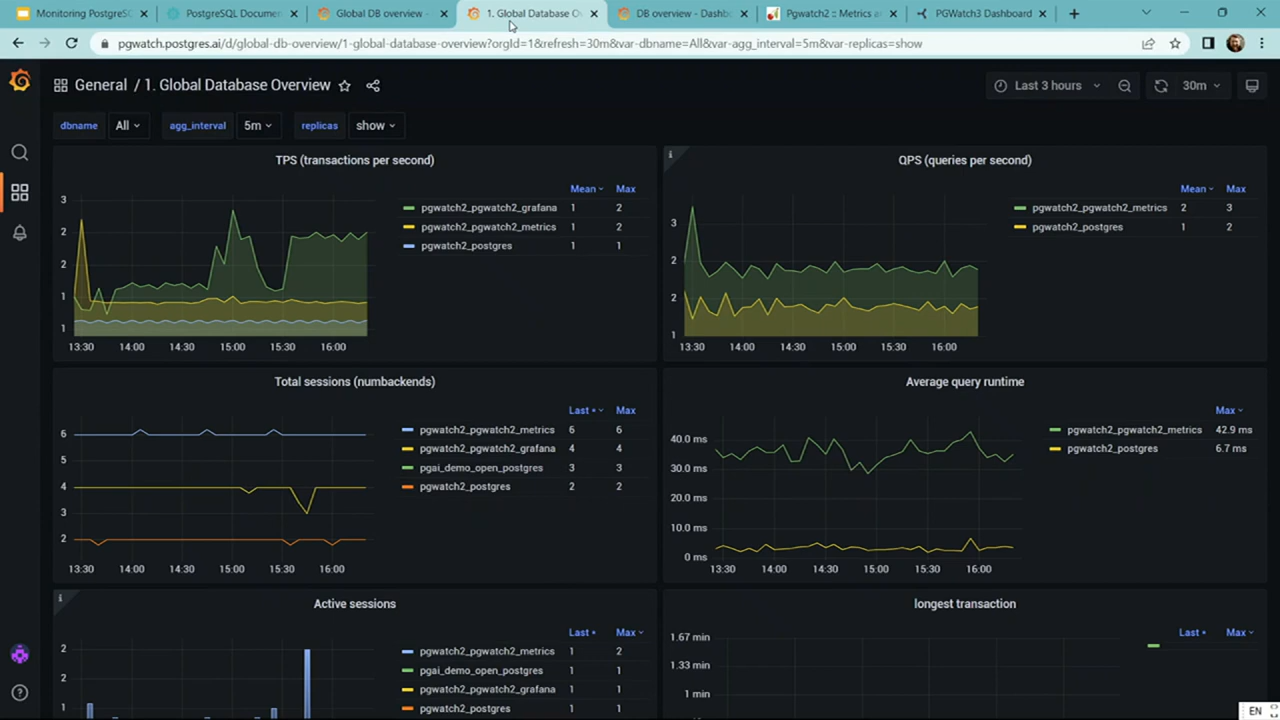 Monitoring PostgreS
PostgreSQL Documen
Global DB overview -
1. Global Database O
DB overview - Dashb
Pgwatch2 :: Metrics a
PGWatch3 Dashboard
pgwatch.postgres.ai/d/global-db-overview/1-global-database-overview?orgId=1&refresh=30m&var-dbname=All&var-agg_interval=5m&var-replicas=show
General / 1. Global Database Overview
Last 3 hours
30m
dbname All
agg_interval 5m
replicas show
TPS (transactions per second)
Mean Max
pgwatch2_pgwatch2_grafana 1 2
pgwatch2_pgwatch2_metrics 1 2
pgwatch2_postgres 1 1
3
2
2
1
1
13:30 14:00 14:30 15:00 15:30 16:00
QPS (queries per second)
Mean Max
pgwatch2_pgwatch2_metrics 2 3
pgwatch2_postgres 1 2
3
2
2
1
13:30 14:00 14:30 15:00 15:30 16:00
Total sessions (numbackends)
Last * Max
pgwatch2_pgwatch2_metrics 6 6
pgwatch2_pgwatch2_grafana 4 4
pgai_demo_open_postgres 3 3
pgwatch2_postgres 2 2
6
5
4
3
2
13:30 14:00 14:30 15:00 15:30 16:00
Average query runtime
Max
pgwatch2_pgwatch2_metrics 42.9 ms
pgwatch2_postgres 6.7 ms
40.0 ms
30.0 ms
20.0 ms
10.0 ms
0 ms
13:30 14:00 14:30 15:00 15:30 16:00
Active sessions
Last * Max
pgwatch2_pgwatch2_metrics 1 2
pgai_demo_open_postgres 1 1
pgwatch2_pgwatch2_grafana 1 1
pgwatch2_postgres 1 1
2
2
1
longest transaction
Last * Max
1.67 min
1.33 min
1 min
EN